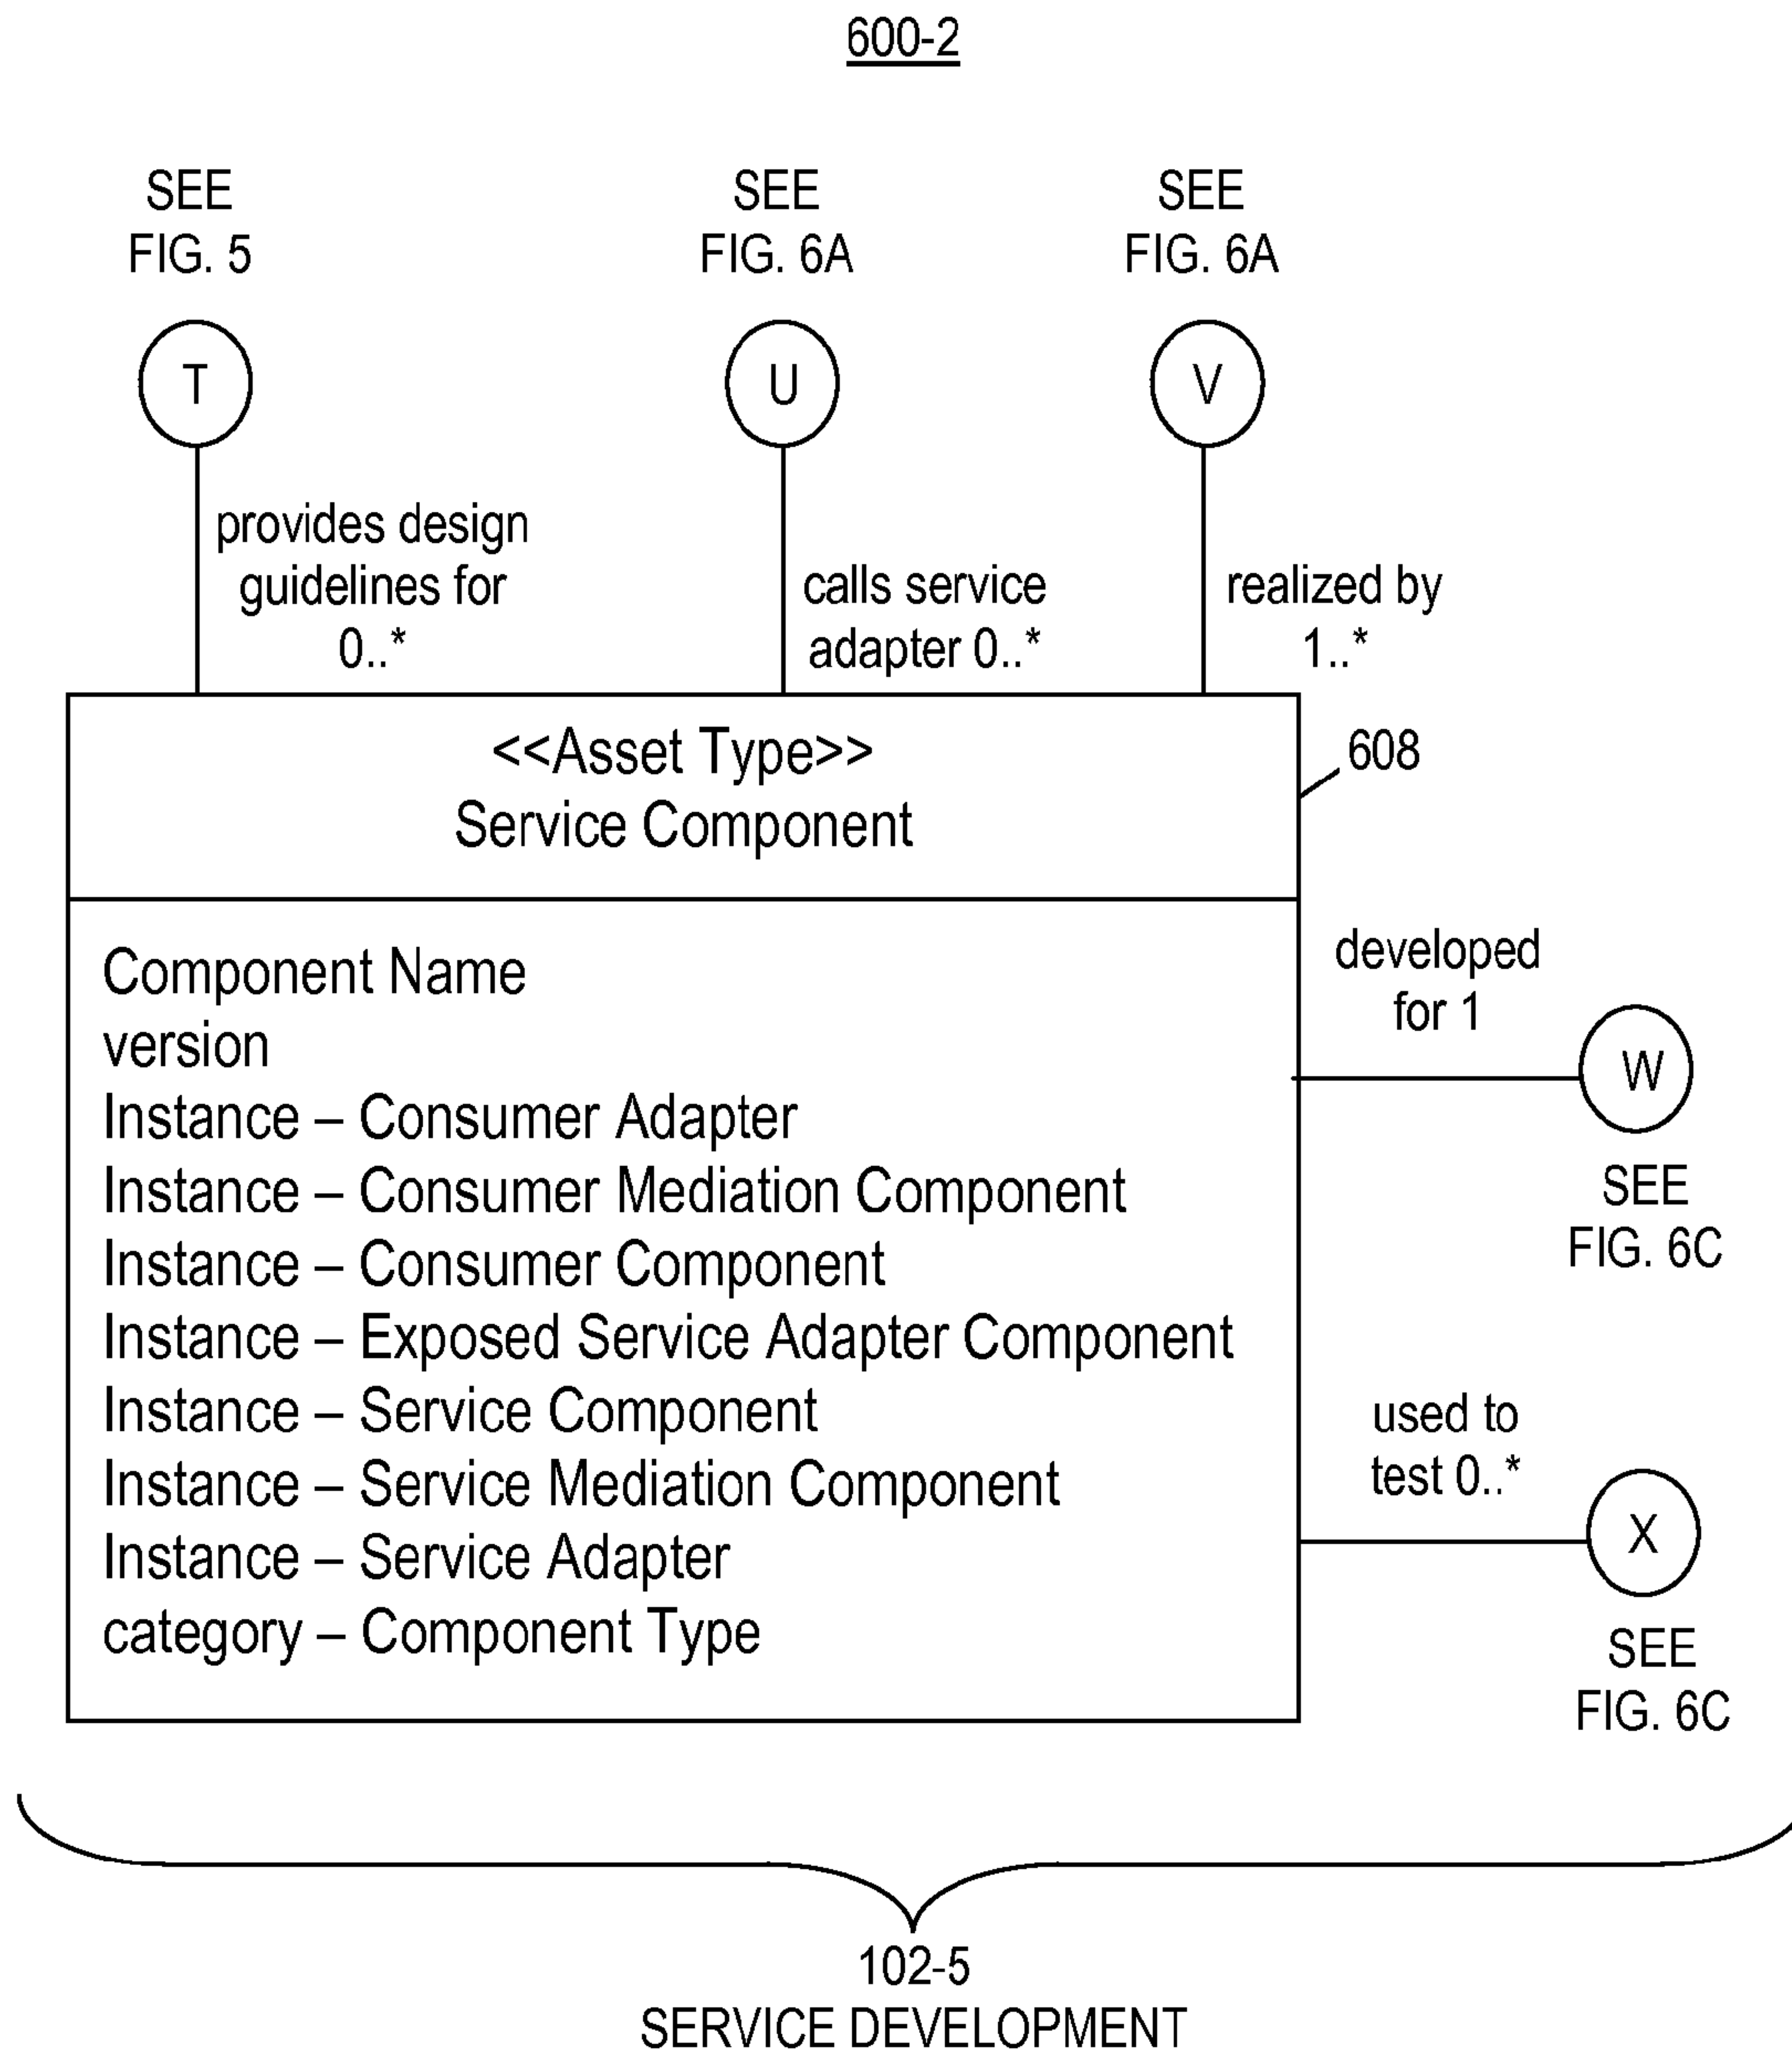 600-2
SEE
FIG. 5
SEE
FIG. 6A
SEE
FIG. 6A
T
U
V
provides design
guidelines for
0..*
calls service
adapter 0..*
realized by
1..*
<<Asset Type>>
Service Component
608
Component Name
version
Instance – Consumer Adapter
Instance – Consumer Mediation Component
Instance – Consumer Component
Instance – Exposed Service Adapter Component
Instance – Service Component
Instance – Service Mediation Component
Instance – Service Adapter
category – Component Type
developed
for 1
W
SEE
FIG. 6C
used to
test 0..*
X
SEE
FIG. 6C
102-5
SERVICE DEVELOPMENT